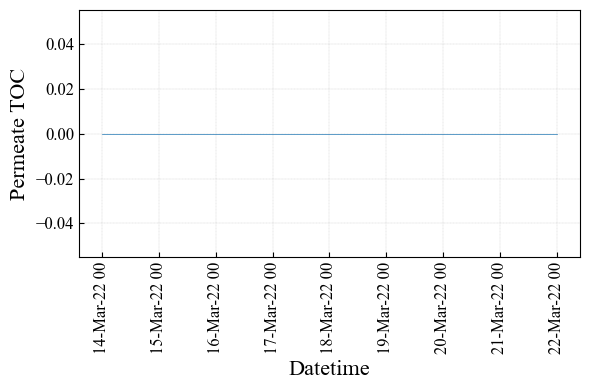 Permeate TOC
0.04
0.02
0.00
−0.02
−0.04
14-Mar-22 00
15-Mar-22 00
16-Mar-22 00
17-Mar-22 00
18-Mar-22 00
19-Mar-22 00
20-Mar-22 00
21-Mar-22 00
22-Mar-22 00
Datetime